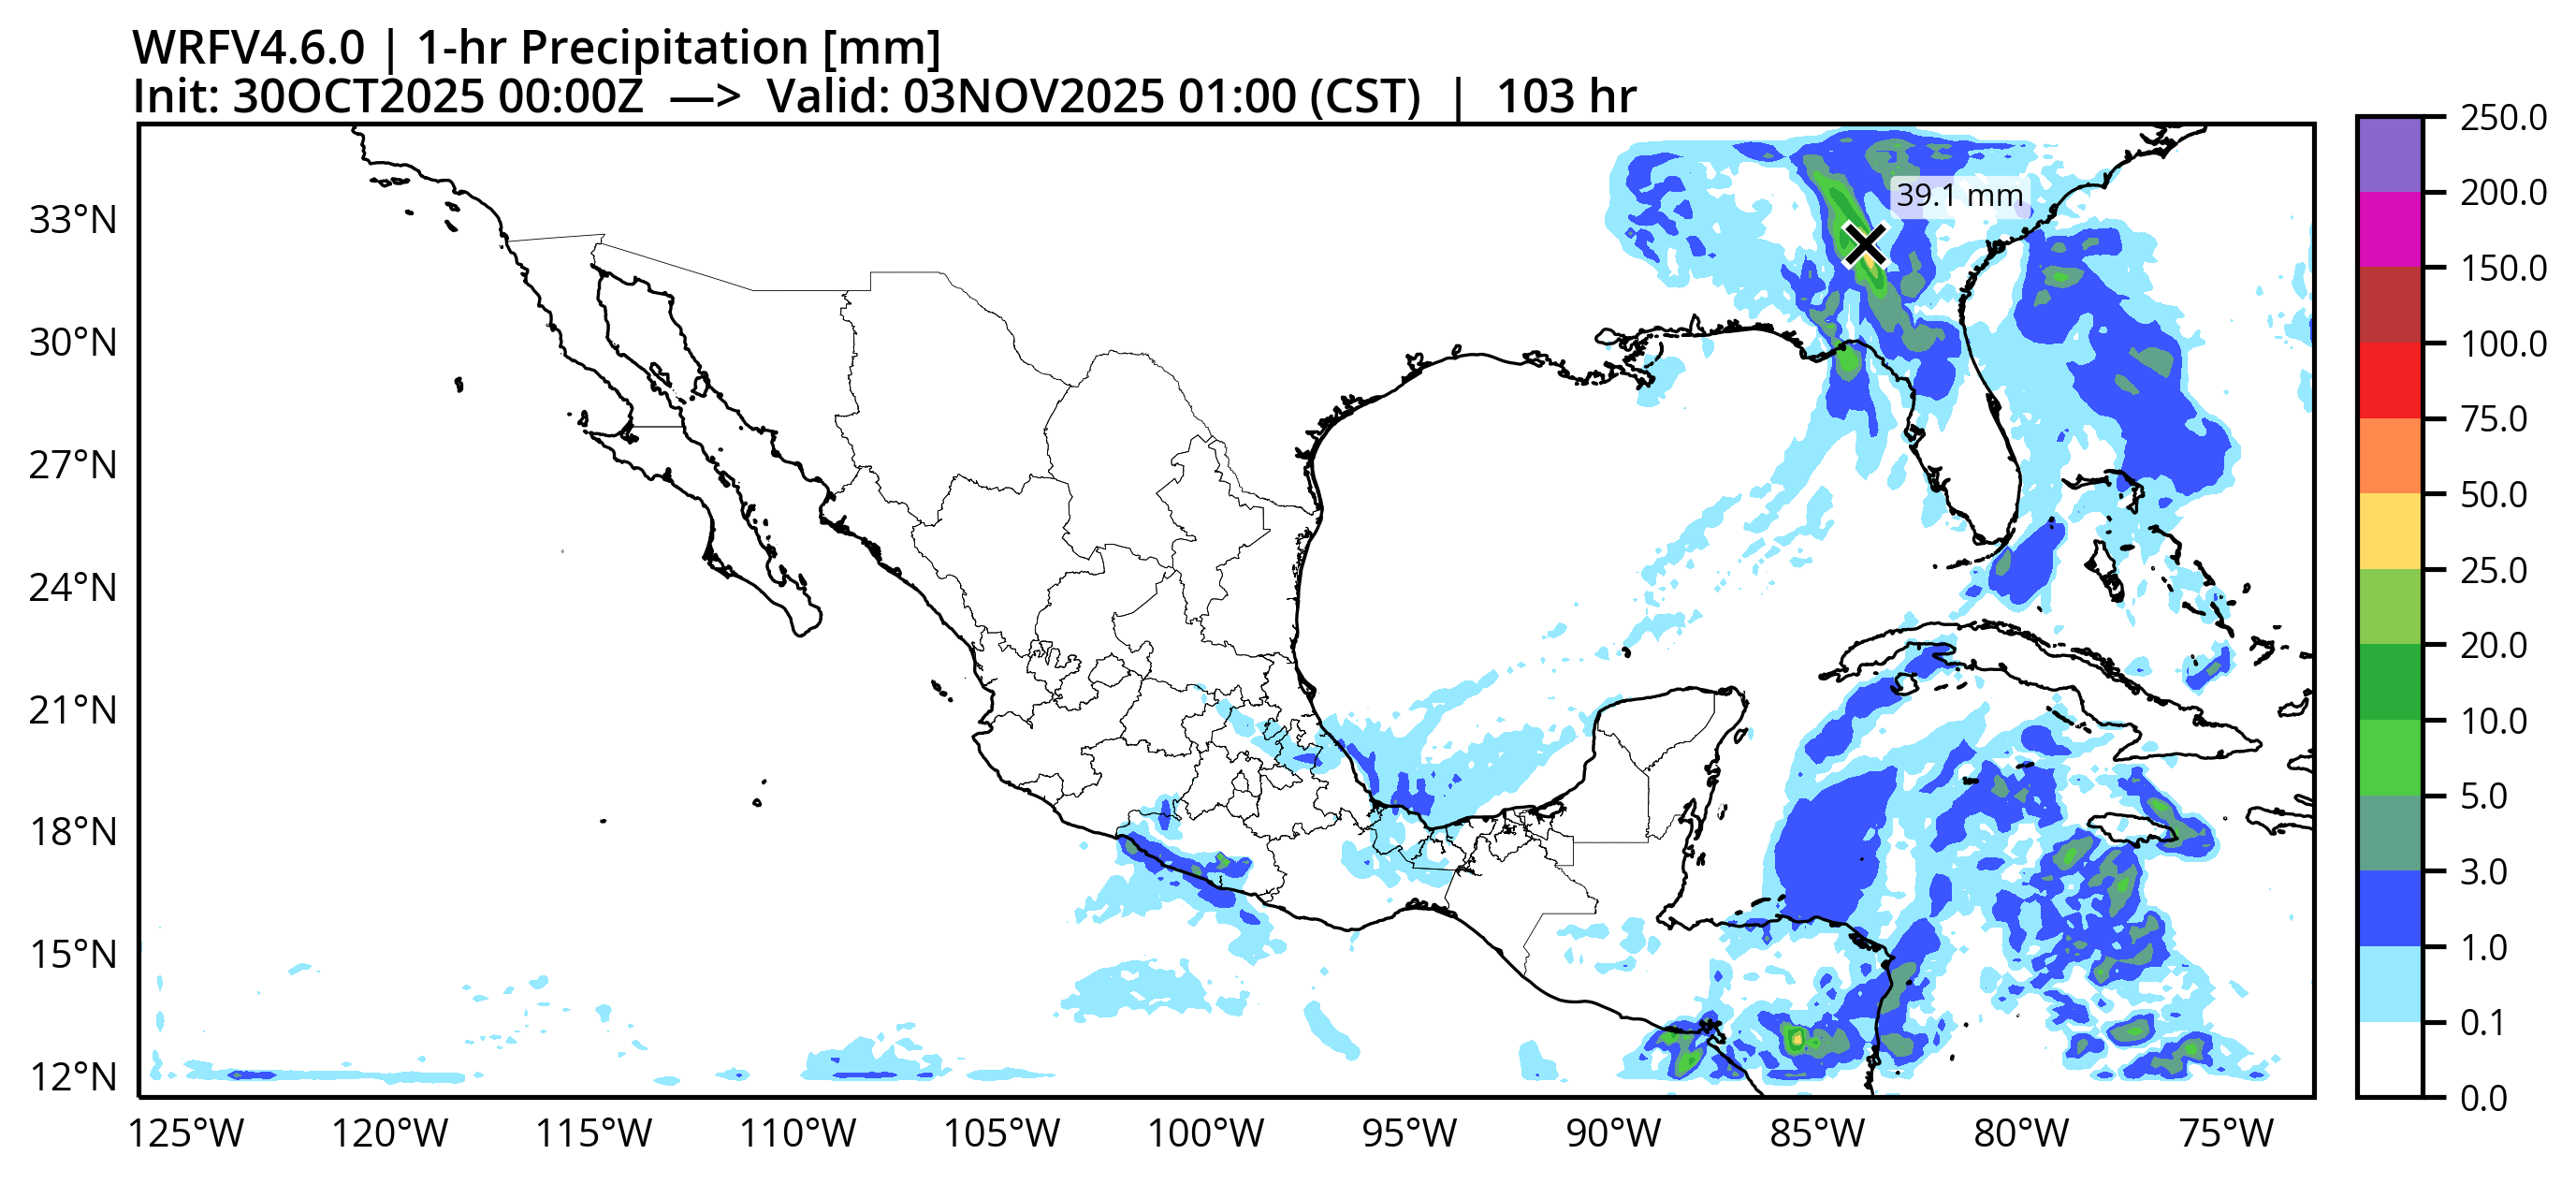 WRFV4.6.0 | 1-hr Precipitation [mm]
Init: 30OCT2025 00:00Z —> Valid: 03NOV2025 01:00 (CST) | 103 hr
39.1 mm
33°N
30°N
27°N
24°N
21°N
18°N
15°N
12°N
125°W 120°W 115°W 110°W 105°W 100°W 95°W 90°W 85°W 80°W 75°W
250.0
200.0
150.0
100.0
75.0
50.0
25.0
20.0
10.0
5.0
3.0
1.0
0.1
0.0